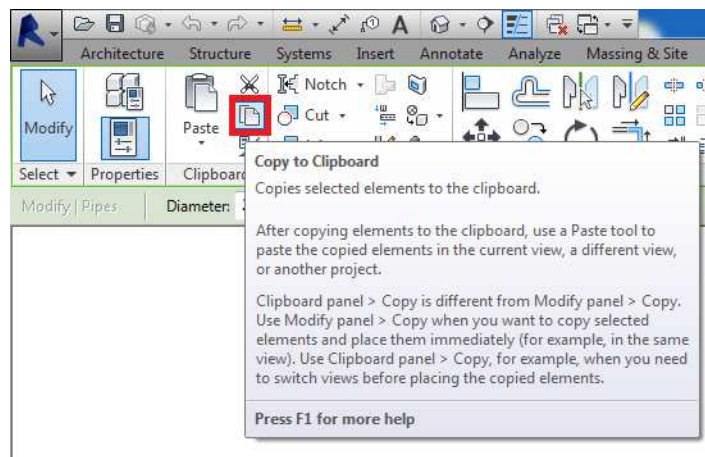 A
Architecture Structure Systems Insert Annotate Analyze Massing & Site
Modify
Paste
Notch
Cut
Select Properties
Modify | Pipes Diameter:
Copy to Clipboard
Copies selected elements to the clipboard.
After copying elements to the clipboard, use a Paste tool to
paste the copied elements in the current view, a different view,
or another project.
Clipboard panel > Copy is different from Modify panel > Copy.
Use Modify panel > Copy when you want to copy selected
elements and place them immediately (for example, in the same
view). Use Clipboard panel > Copy, for example, when you need
to switch views before placing the copied elements.
Press F1 for more help